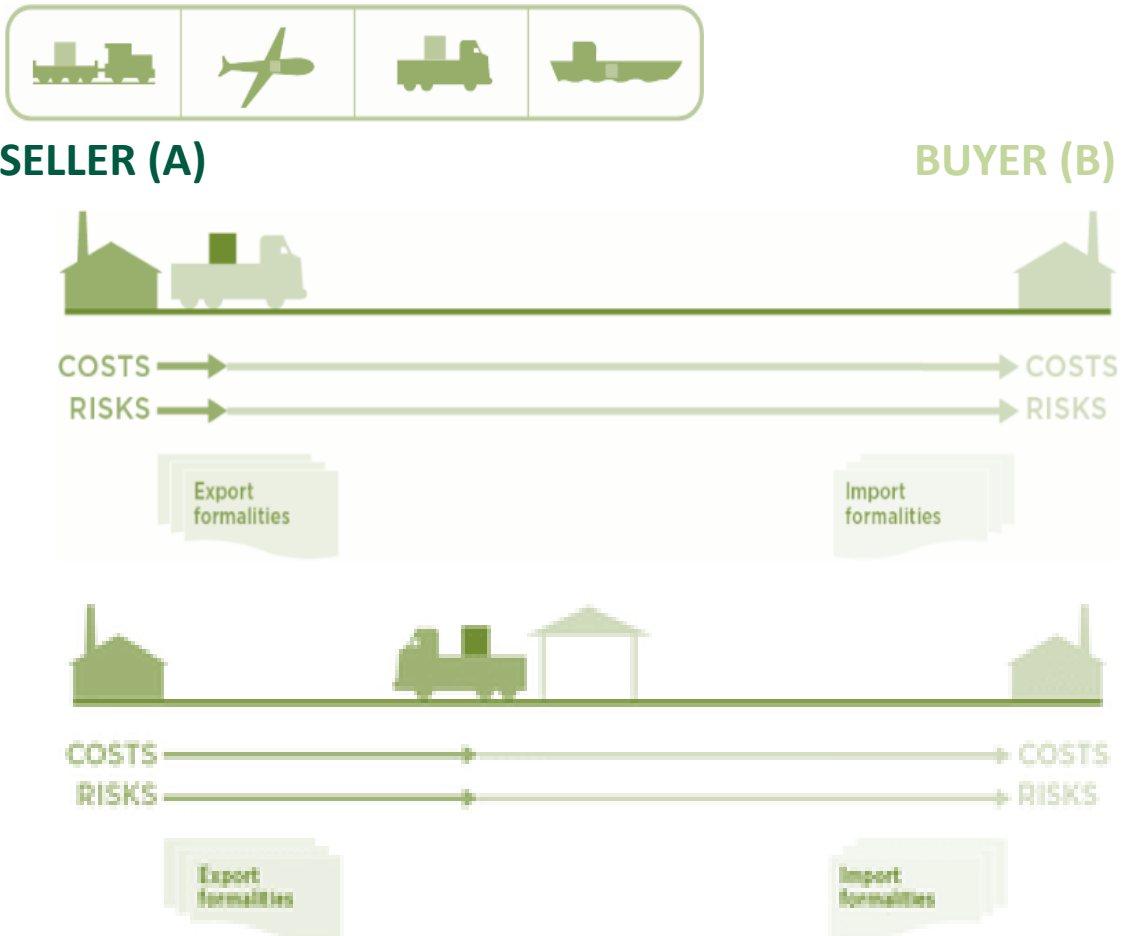 SELLER (A)
BUYER (B)
COSTS
COSTS
RISKS
RISKS
Export
formalities
Import
formalities
COSTS
COSTS
RISKS
RISKS
Export
formalities
Import
formalities